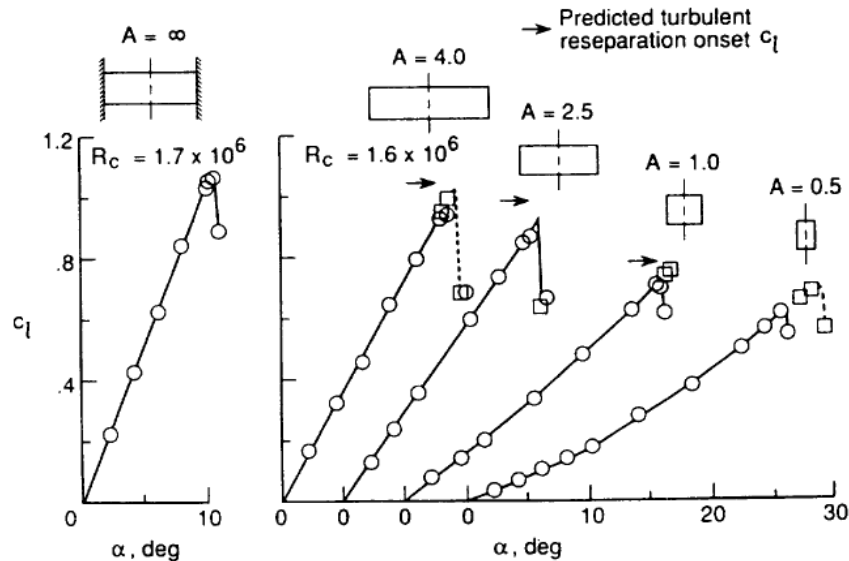 Predicted turbulent
reseparation onset c_l
A = ∞
A = 4.0
A = 2.5
A = 1.0
A = 0.5
1.2
R_c = 1.7 x 10^6
R_c = 1.6 x 10^6
.8
c_l
.4
0 10
0 0 0 0 10 20 30
α, deg
α, deg